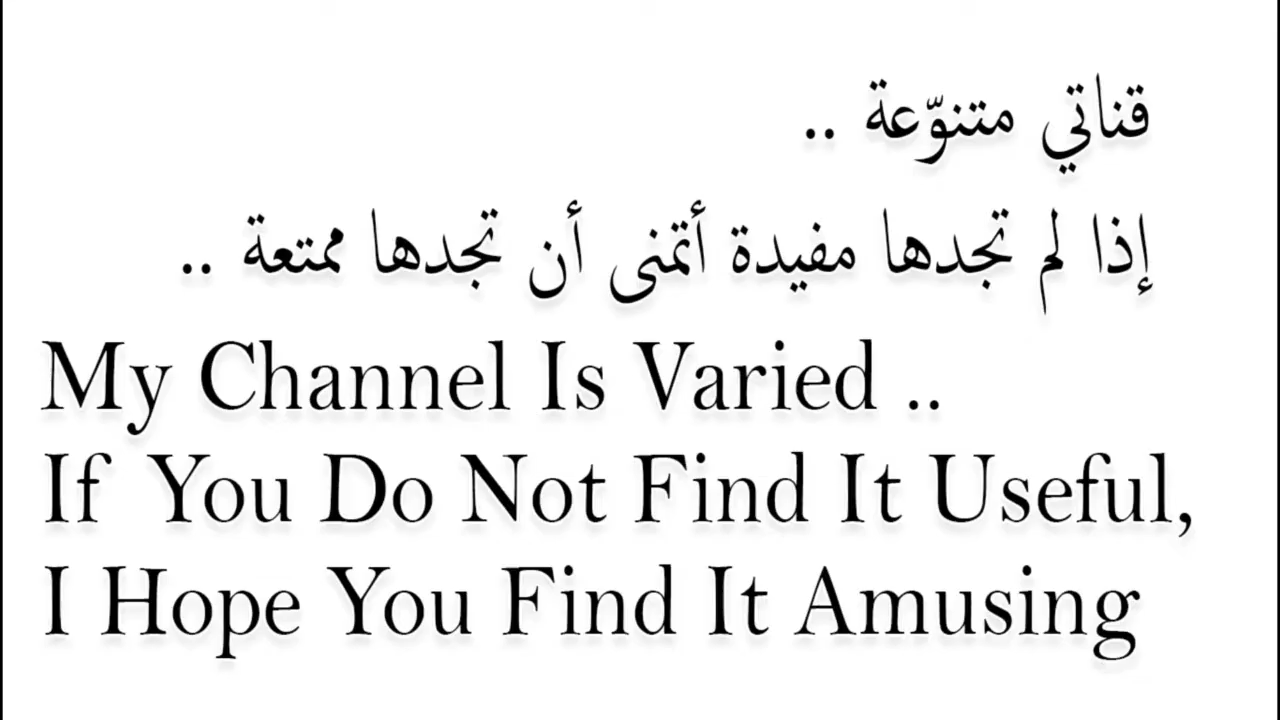 قناتي متنوّعة ..
إذا لم تجدها مفيدة أتمنى أن تجدها ممتعة ..
My Channel Is Varied ..
If You Do Not Find It Useful,
I Hope You Find It Amusing